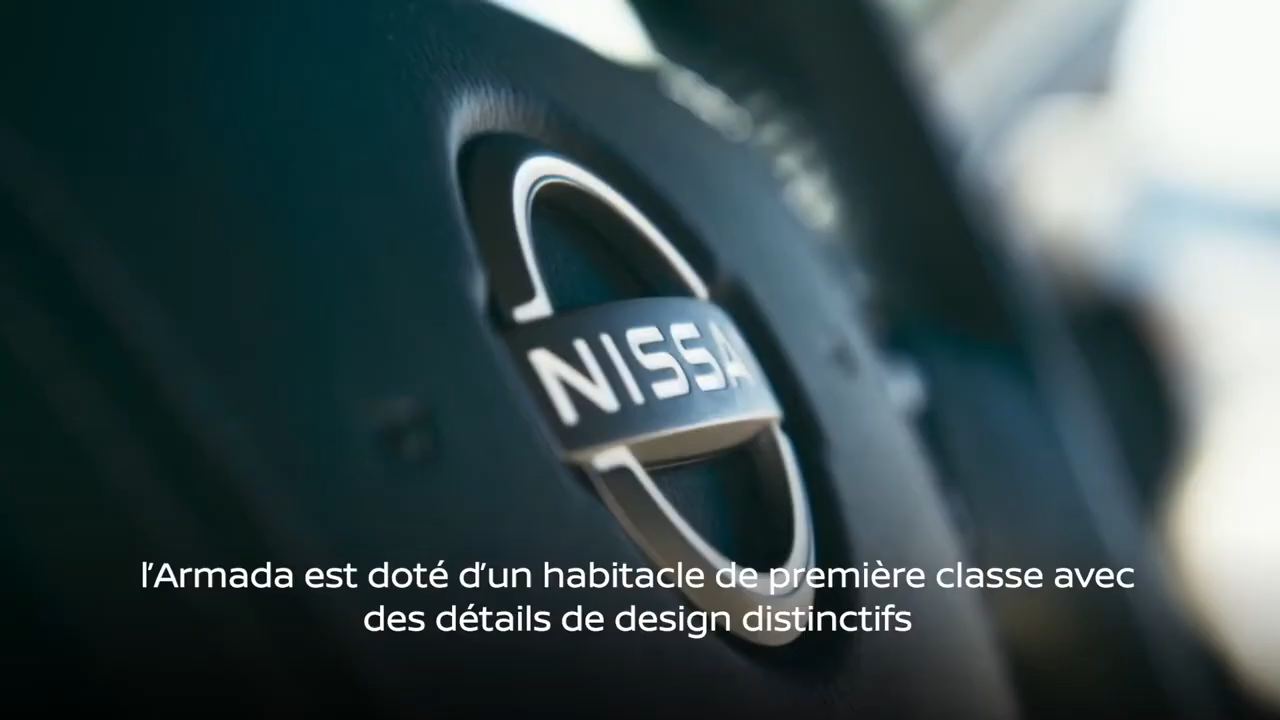 NISSA
l'Armada est doté d'un habitacle de première classe avec
des détails de design distinctifs